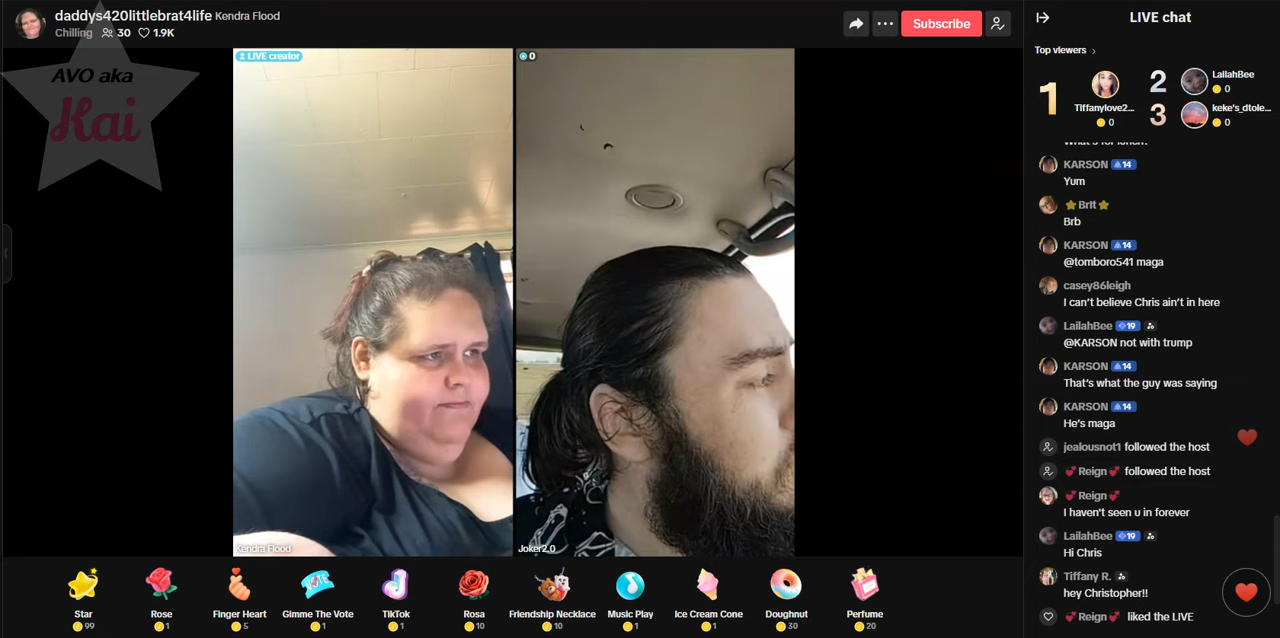 daddys420littlebrat4life Kendra Flood
Chilling 30 1.9K
Subscribe
AVO aka
Kai
LIVE creator
0
Kendra Flood
Joker2.0
Star
99
Rose
1
Finger Heart
5
VOTE
Gimme The Vote
1
TikTok
1
Rosa
10
Friendship Necklace
10
Music Play
1
Ice Cream Cone
1
Doughnut
30
Perfume
20
LIVE chat
Top viewers
1
Tiffanylove2...
0
2
LailahBee
0
3
keke's_dtole...
0
What's for lunch?
KARSON 14
Yum
Brit
Brb
KARSON 14
@tomboro541 maga
casey86leigh
I can't believe Chris ain't in here
LailahBee 19
@KARSON not with trump
KARSON 14
That's what the guy was saying
KARSON 14
He's maga
jealousnot1 followed the host
Reign followed the host
Reign
I haven't seen u in forever
LailahBee 19
Hi Chris
Tiffany R.
hey Christopher!!
Reign liked the LIVE